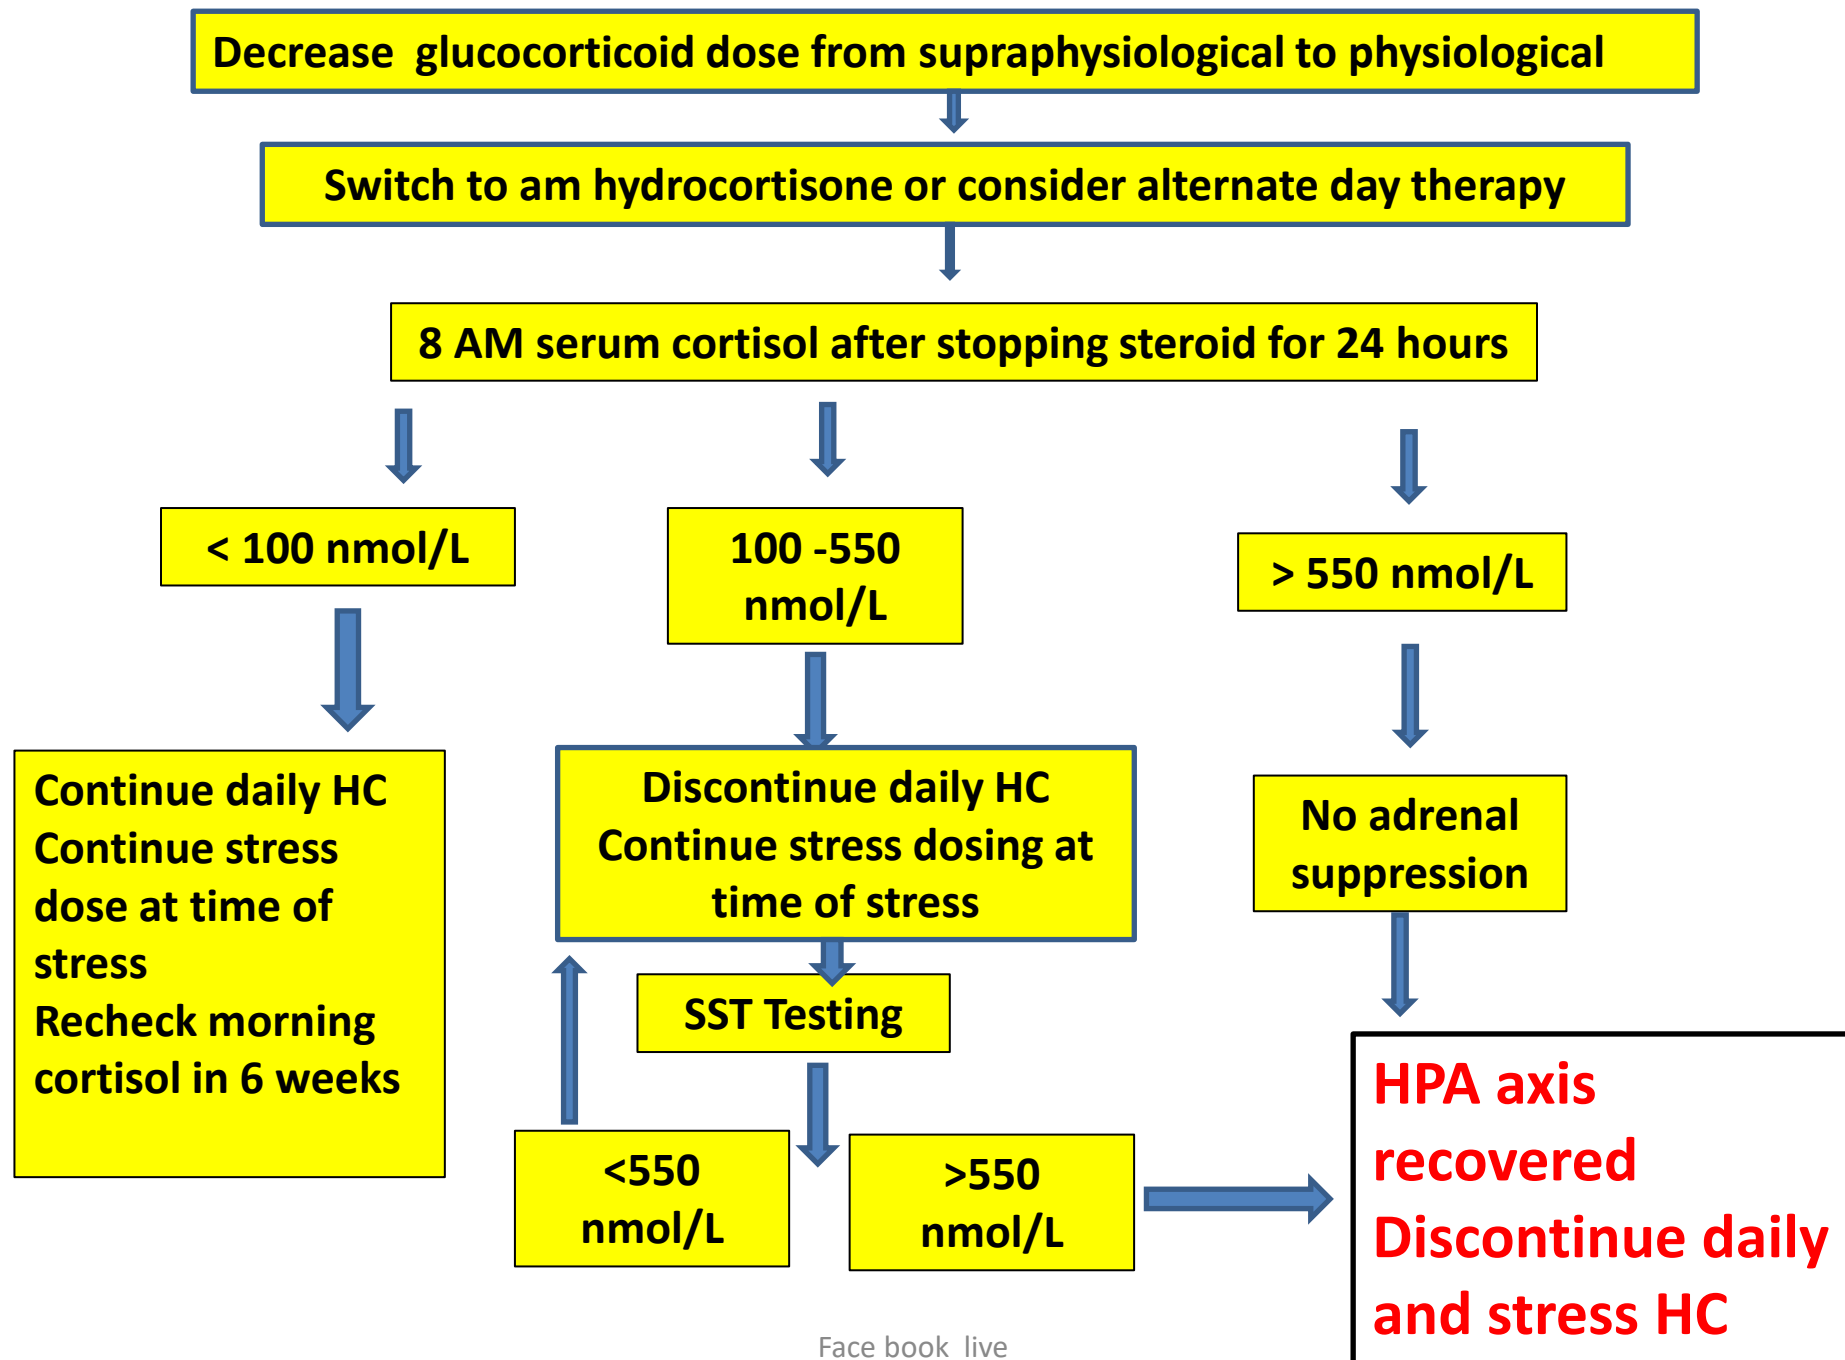 Decrease glucocorticoid dose from supraphysiological to physiological
Switch to am hydrocortisone or consider alternate day therapy
8 AM serum cortisol after stopping steroid for 24 hours
< 100 nmol/L
100 -550
nmol/L
> 550 nmol/L
Continue daily HC
Continue stress
dose at time of
stress
Recheck morning
cortisol in 6 weeks
Discontinue daily HC
Continue stress dosing at
time of stress
No adrenal
suppression
SST Testing
<550
nmol/L
>550
nmol/L
HPA axis
recovered
Discontinue daily
and stress HC
Face book live